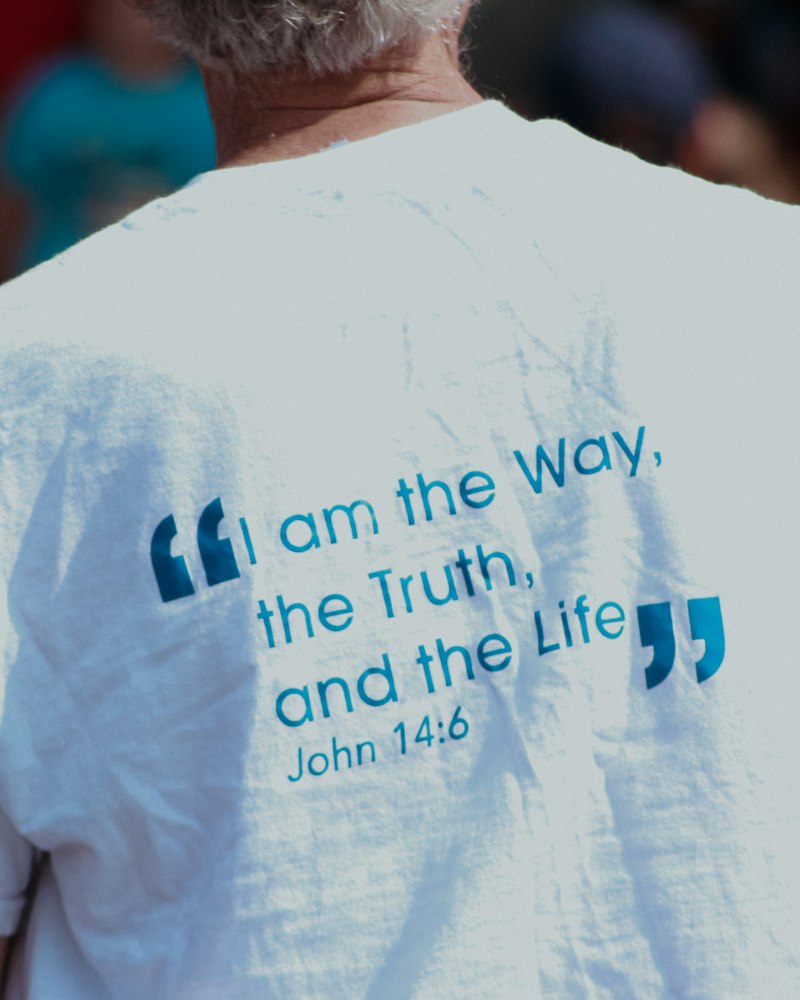 “I am the Way,
the Truth,
and the Life”
John 14:6